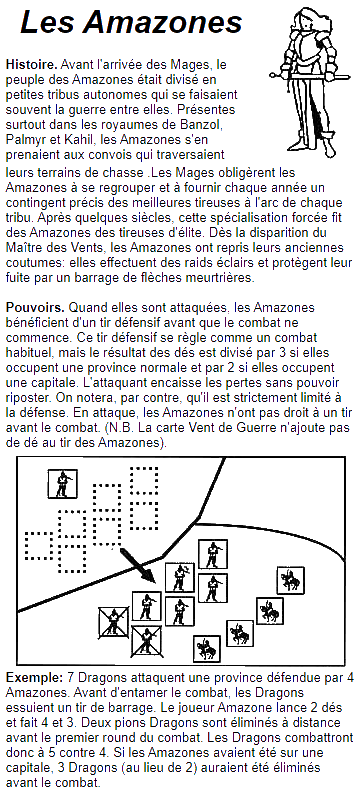 Les Amazones
Histoire. Avant l'arrivée des Mages, le
peuple des Amazones était divisé en
petites tribus autonomes qui se faisaient
souvent la guerre entre elles. Présentes
surtout dans les royaumes de Banzol,
Palmyr et Kahil, les Amazones s'en
prenaient aux convois qui traversaient
leurs terrains de chasse .Les Mages obligèrent les
Amazones à se regrouper et à fournir chaque année un
contingent précis des meilleures tireuses à l'arc de chaque
tribu. Après quelques siècles, cette spécialisation forcée fit
des Amazones des tireuses d'élite. Dès la disparition du
Maître des Vents, les Amazones ont repris leurs anciennes
coutumes: elles effectuent des raids éclairs et protègent leur
fuite par un barrage de flèches meurtrières.
Pouvoirs. Quand elles sont attaquées, les Amazones
bénéficient d'un tir défensif avant que le combat ne
commence. Ce tir défensif se règle comme un combat
habituel, mais le résultat des dés est divisé par 3 si elles
occupent une province normale et par 2 si elles occupent
une capitale. L'attaquant encaisse les pertes sans pouvoir
riposter. On notera, par contre, qu'il est strictement limité à
la défense. En attaque, les Amazones n'ont pas droit à un tir
avant le combat. (N.B. La carte Vent de Guerre n'ajoute pas
de dé au tir des Amazones).
Exemple: 7 Dragons attaquent une province défendue par 4
Amazones. Avant d'entamer le combat, les Dragons
essuient un tir de barrage. Le joueur Amazone lance 2 dés
et fait 4 et 3. Deux pions Dragons sont éliminés à distance
avant le premier round du combat. Les Dragons combattront
donc à 5 contre 4. Si les Amazones avaient été sur une
capitale, 3 Dragons (au lieu de 2) auraient été éliminés
avant le combat.